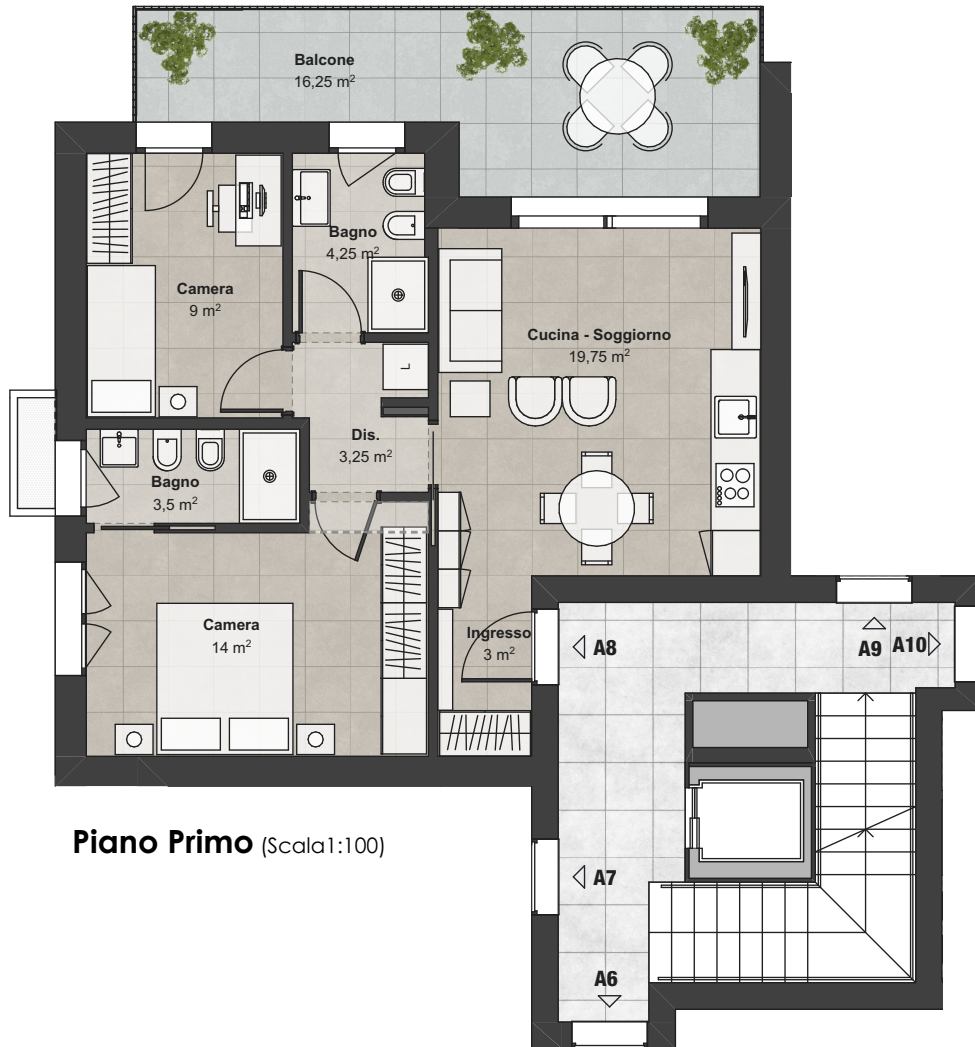 Balcone
16,25 m²
Bagno
4,25 m²
Camera
9 m²
Cucina - Soggiorno
19,75 m²
L
Dis.
3,25 m²
Bagno
3,5 m²
Camera
14 m²
Ingresso
3 m²
A8
A9
A10
Piano Primo (Scala1:100)
A7
A6